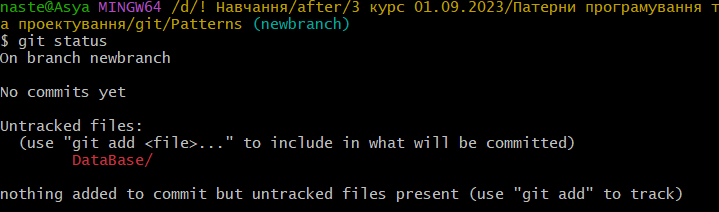 naste@Asya MINGW64 /d/! Навчання/after/3 курс 01.09.2023/Патерни програмування т
а проектування/git/Patterns (newbranch)
$ git status
On branch newbranch
No commits yet
Untracked files:
  (use "git add <file>..." to include in what will be committed)
        DataBase/
nothing added to commit but untracked files present (use "git add" to track)